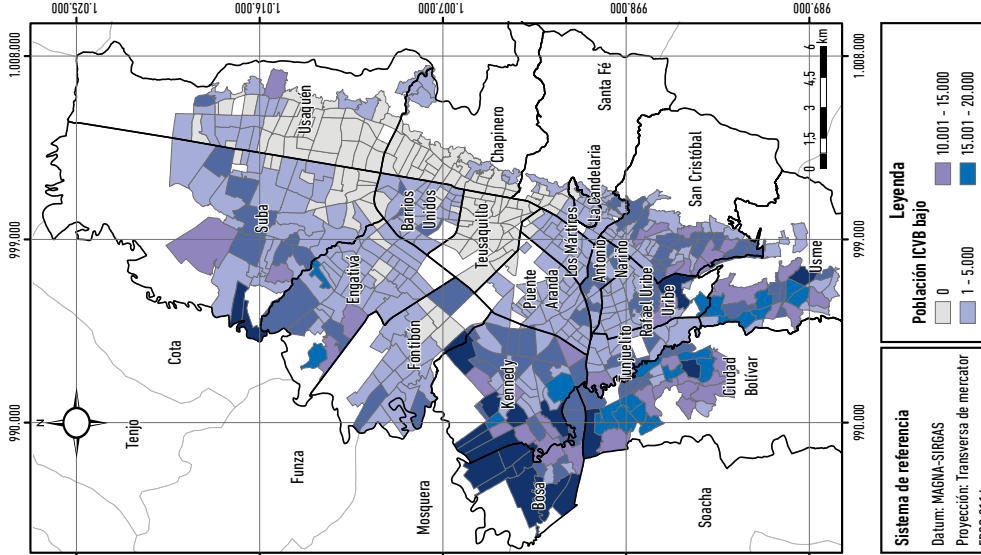 990.000
999.000
1.008.000
1.025.000
1.016.000
1.007.000
998.000
989.000
N
Tenjo
Cota
Funza
Mosquera
Soacha
Suba
Usaquén
Engativá
Barrios
Unidos
Fontibón
Teusaquillo
Chapinero
Puente
Aranda
Los Mártires
La Candelaria
Santa Fé
Antonio
Nariño
Kennedy
Bosa
Tunjuelito
Rafael Uribe
Uribe
San Cristóbal
Ciudad
Bolívar
Usme
0 1,5 3 4,5 6
km
990.000
999.000
1.008.000
Sistema de referencia
Datum: MAGNA-SIRGAS
Proyección: Transversa de mercator
Leyenda
Población ICVB bajo
0
1 - 5.000
10.001 - 15.000
15.001 - 20.000